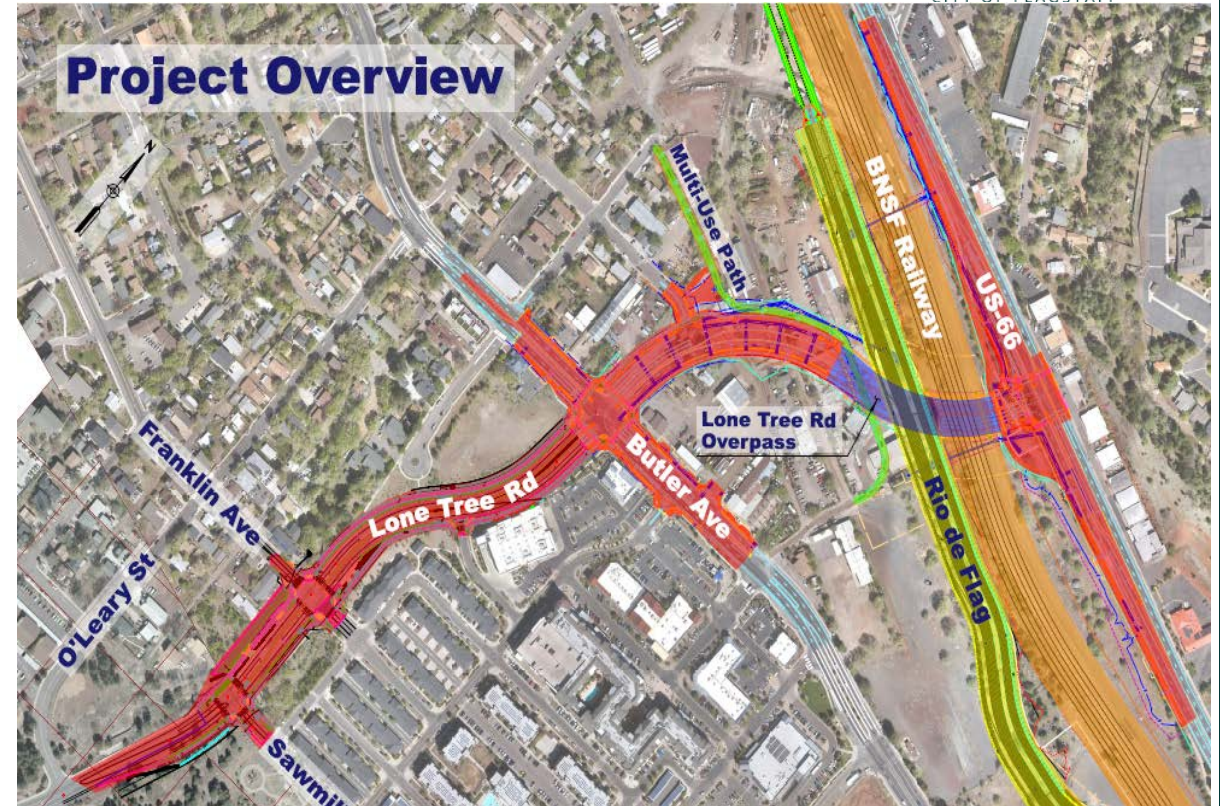 Project Overview
N
Multi-Use Path
BNSF Railway
US-66
Lone Tree Rd
Overpass
Franklin Ave
Butler Ave
Lone Tree Rd
Rio de Flag
O'Leary St